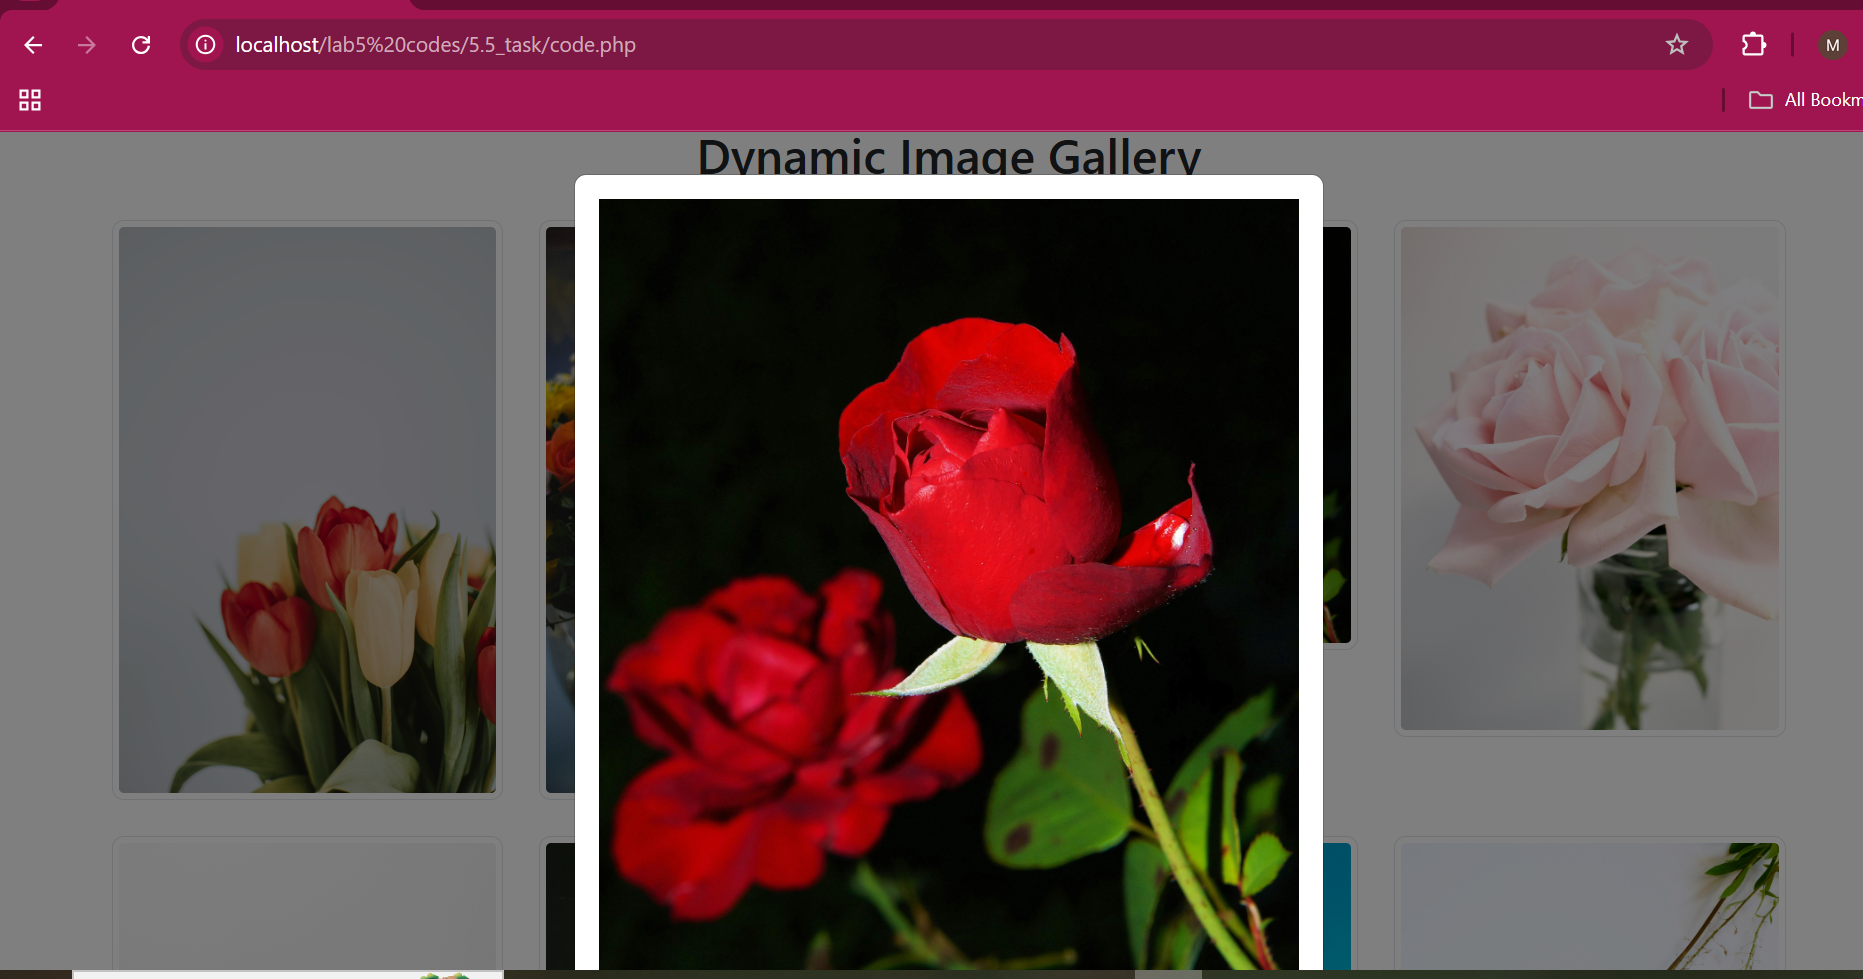 localhost/lab5%20codes/5.5_task/code.php
M
All Bookm
Dynamic Image Gallery